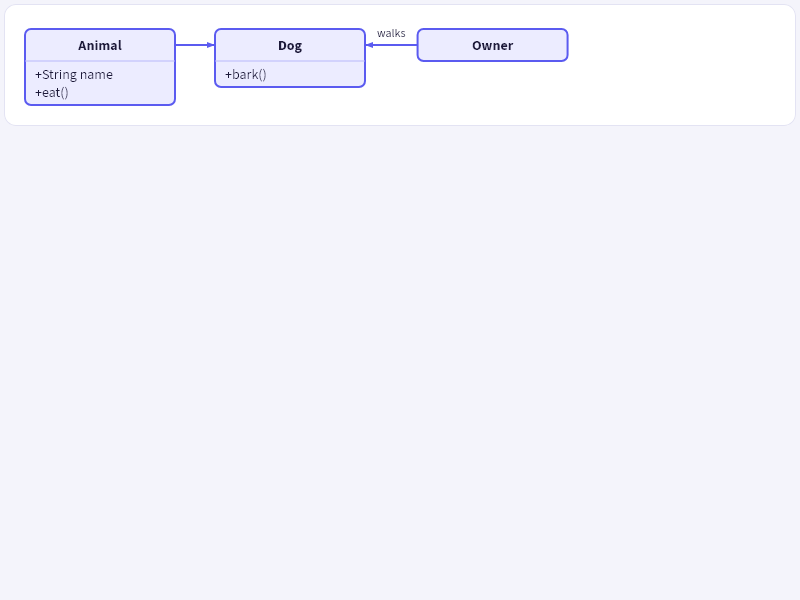 Animal
+String name
+eat()
Dog
+bark()
walks
Owner